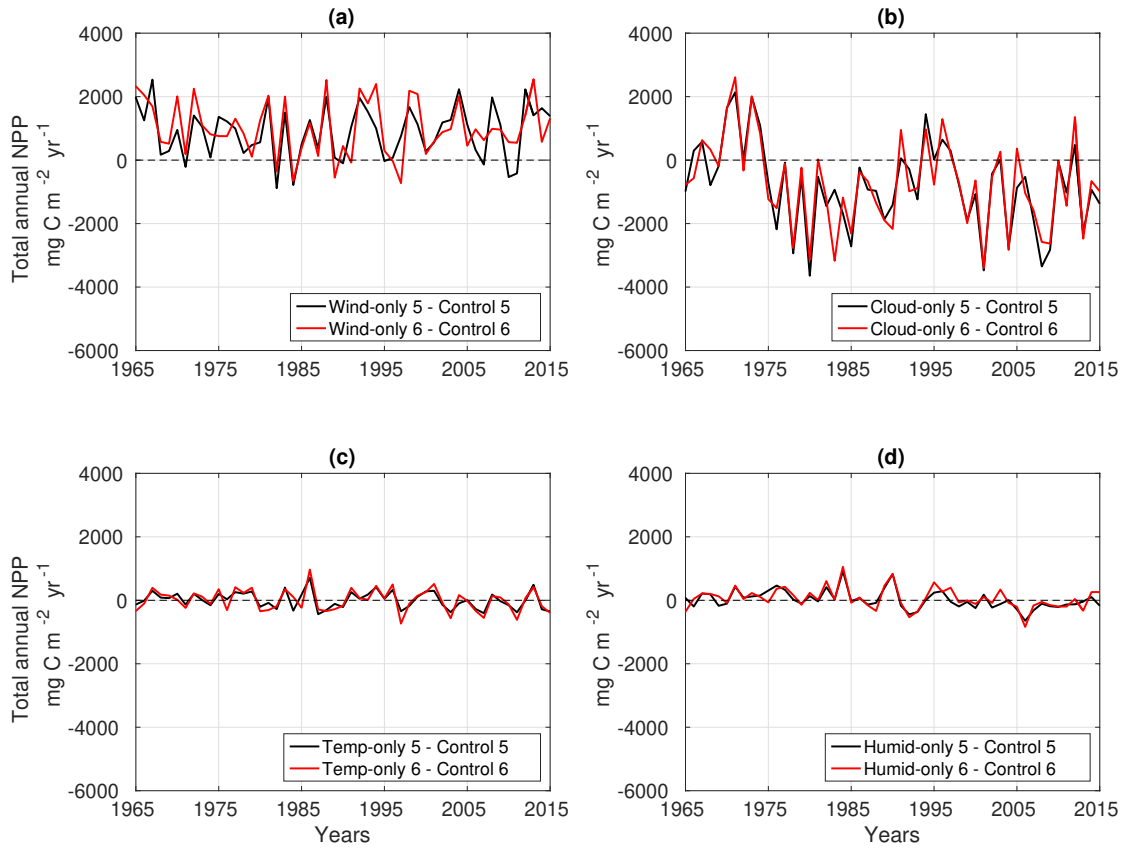 (a)
4000
2000
0
-2000
-4000
-6000
Total annual NPP
mg C m -2 yr-1
Wind-only 5 - Control 5
Wind-only 6 - Control 6
1965 1975 1985 1995 2005 2015
(b)
4000
2000
0
-2000
-4000
-6000
mg C m -2 yr-1
Cloud-only 5 - Control 5
Cloud-only 6 - Control 6
1965 1975 1985 1995 2005 2015
(c)
4000
2000
0
-2000
-4000
-6000
Total annual NPP
mg C m -2 yr-1
Temp-only 5 - Control 5
Temp-only 6 - Control 6
1965 1975 1985 1995 2005 2015
Years
(d)
4000
2000
0
-2000
-4000
-6000
mg C m -2 yr-1
Humid-only 5 - Control 5
Humid-only 6 - Control 6
1965 1975 1985 1995 2005 2015
Years